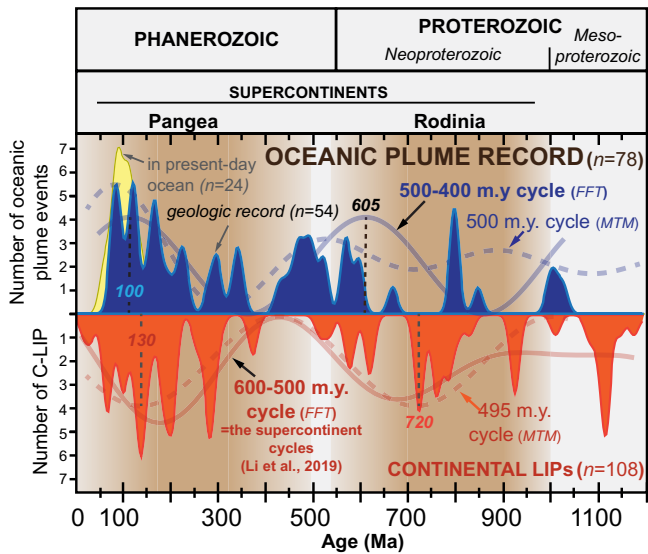 PHANEROZOIC
PROTEROZOIC
Neoproterozoic
Meso-
proterozoic
SUPERCONTINENTS
Pangea
Rodinia
Number of oceanic
plume events
7
6
5
4
3
2
1
in present-day
ocean (n=24)
geologic record (n=54)
OCEANIC PLUME RECORD (n=78)
605
500-400 m.y cycle (FFT)
500 m.y. cycle (MTM)
100
Number of C-LIP
1
2
3
4
5
6
7
130
600-500 m.y.
cycle (FFT)
=the supercontinent
cycles
(Li et al., 2019)
720
495 m.y.
cycle (MTM)
CONTINENTAL LIPs (n=108)
0 100 300 500 700 900 1100
Age (Ma)